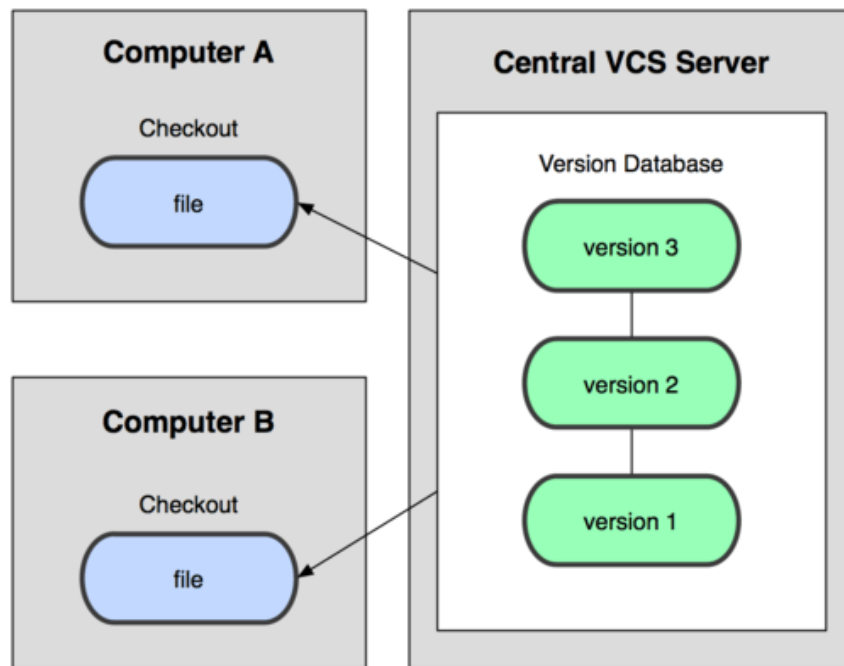 Computer A
Checkout
file
Computer B
Checkout
file
Central VCS Server
Version Database
version 3
version 2
version 1